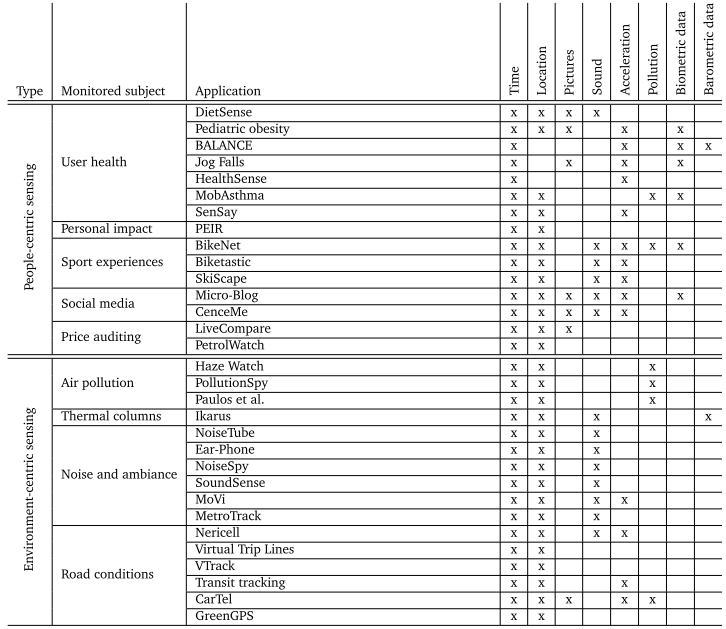 Type Monitored subject Application Time Location Pictures Sound Acceleration Pollution Biometric data Barometric data
People-centric sensing
User health
DietSense x x x x
Pediatric obesity x x x x x
BALANCE x x x x
Jog Falls x x x x
HealthSense x x
MobAsthma x x x x
SenSay x x x
Personal impact PEIR x x
Sport experiences
BikeNet x x x x x x
Biketastic x x x x
SkiScape x x x x
Social media
Micro-Blog x x x x x x
CenceMe x x x x x
Price auditing
LiveCompare x x x
PetrolWatch x x
Environment-centric sensing
Air pollution
Haze Watch x x x
PollutionSpy x x x
Paulos et al. x x x
Thermal columns Ikarus x x x x
Noise and ambiance
NoiseTube x x x
Ear-Phone x x x
NoiseSpy x x x
SoundSense x x x
MoVi x x x x
MetroTrack x x x
Road conditions
Nericell x x x x
Virtual Trip Lines x x
VTrack x x
Transit tracking x x x
CarTel x x x x x
GreenGPS x x